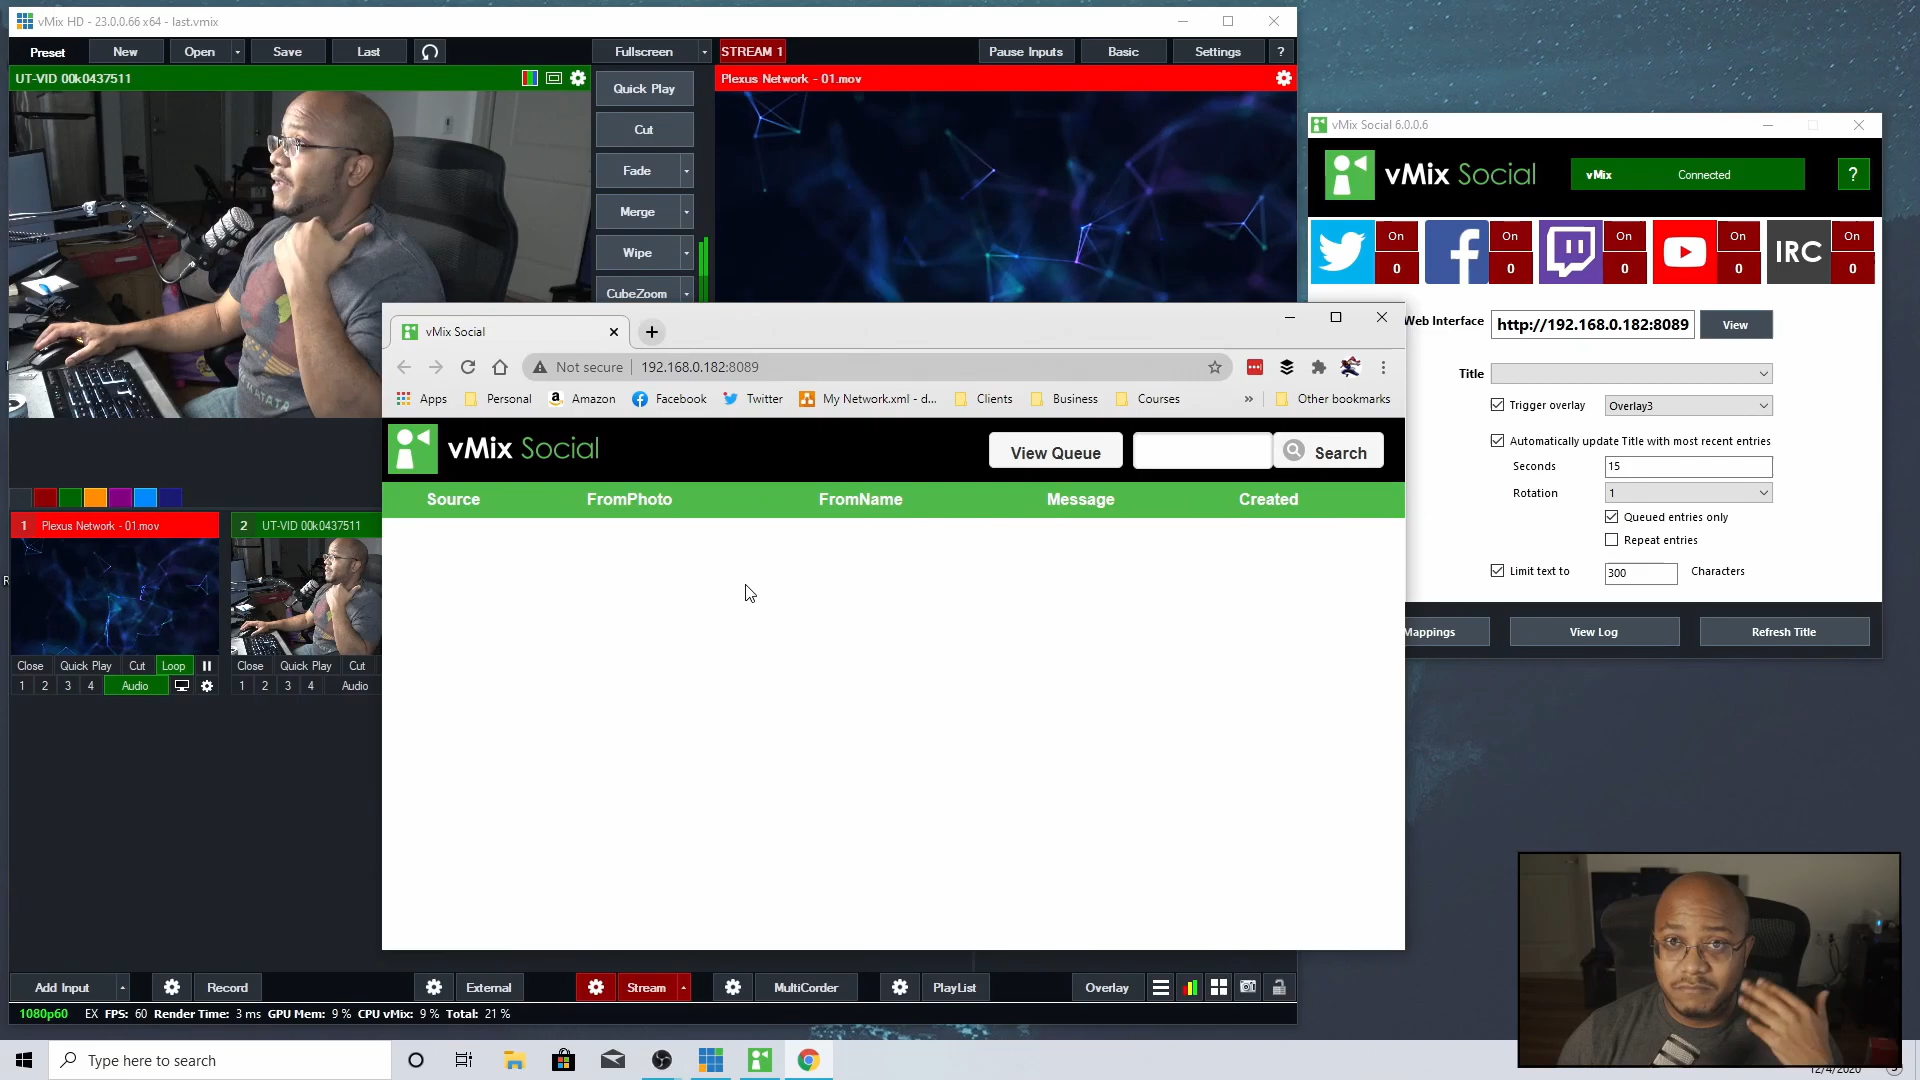 vMix HD - 23.0.0.66 x64 - last.vmix
Preset New Open Save Last Fullscreen STREAM 1 Pause Inputs Basic Settings ?
UT-VID 00k0437511
Quick Play
Cut
Fade
Merge
Wipe
CubeZoom
Plexus Network - 01.mov
vMix Social 6.0.0.6
vMix Social vMix Connected ?
On On On On IRC On
0 0 0 0 0
Web Interface http://192.168.0.182:8089 View
Title
Trigger overlay Overlay3
Automatically update Title with most recent entries
Seconds 15
Rotation 1
Queued entries only
Repeat entries
Limit text to 300 Characters
Mappings View Log Refresh Title
vMix Social
Not secure 192.168.0.182:8089
Apps Personal Amazon Facebook Twitter My Network.xml - d... Clients Business Courses » Other bookmarks
vMix Social View Queue Search
Source FromPhoto FromName Message Created
1 Plexus Network - 01.mov
Close Quick Play Cut Loop
1 2 3 4 Audio
2 UT-VID 00k0437511
Close Quick Play Cut
1 2 3 4 Audio
Add Input Record External Stream MultiCorder PlayList Overlay
1080p60 EX FPS: 60 Render Time: 3 ms GPU Mem: 9 % CPU vMix: 9 % Total: 21 %
Type here to search
12/4/2020